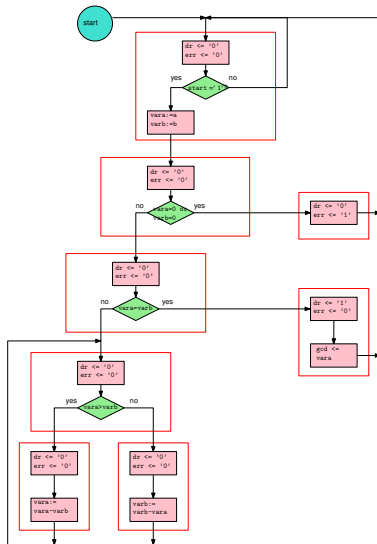 start
dr <= '0'
err <= '0'
yes
no
start ='1'?
vara:=a
varb:=b
dr <= '0'
err <= '0'
no
yes
vara=0 or
varb=0
dr <= '0'
err <= '1'
dr <= '0'
err <= '0'
no
yes
vara=varb
dr <= '1'
err <= '0'
gcd <=
vara
dr <= '0'
err <= '0'
yes
no
vara>varb
dr <= '0'
err <= '0'
dr <= '0'
err <= '0'
vara:=
vara-varb
varb:=
varb-vara